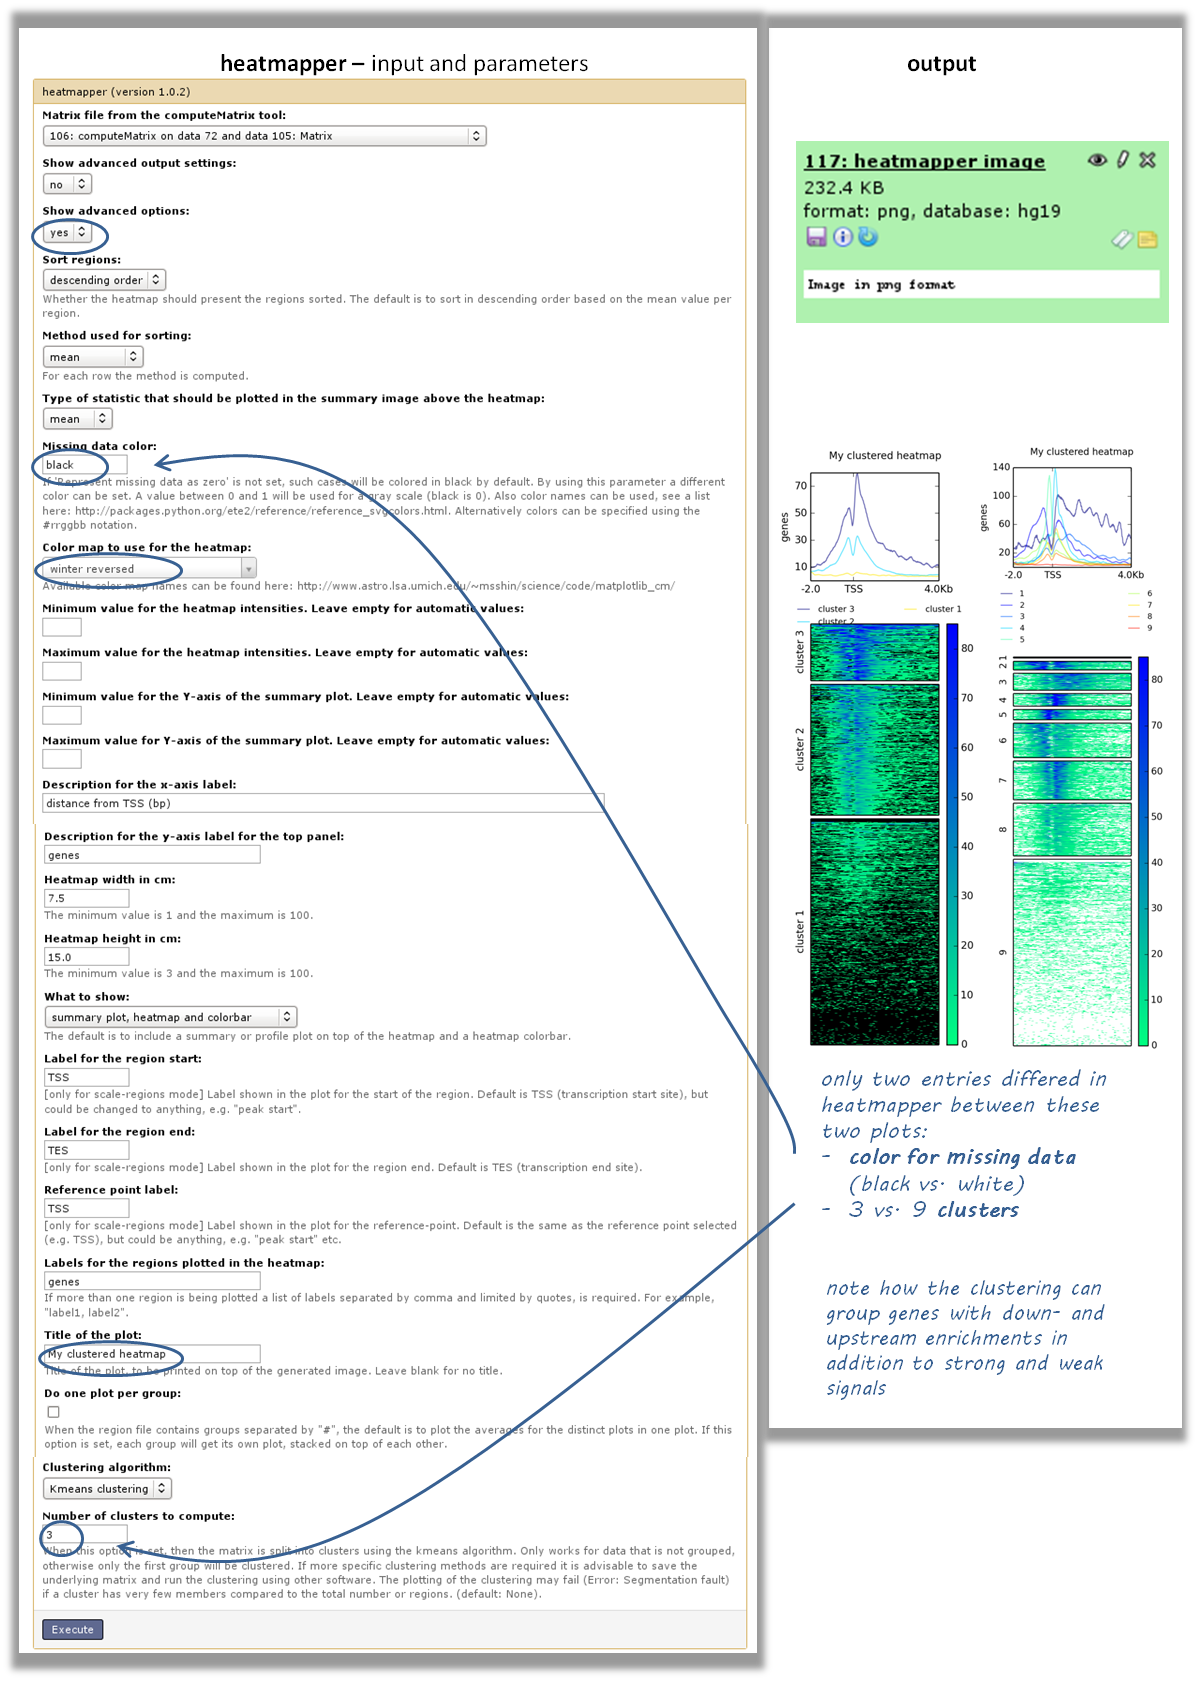 heatmapper – input and parameters
heatmapper (version 1.0.2)
Matrix file from the computeMatrix tool:
106: computeMatrix on data 72 and data 105: Matrix
Show advanced output settings:
no
Show advanced options:
yes
Sort regions:
descending order
Whether the heatmap should present the regions sorted. The default is to sort in descending order based on the mean value per
region.
Method used for sorting:
mean
For each row the method is computed.
Type of statistic that should be plotted in the summary image above the heatmap:
mean
Missing data color:
black
If 'Represent missing data as zero' is not set, such cases will be colored in black by default. By using this parameter a different
color can be set. A value between 0 and 1 will be used for a gray scale (black is 0). Also color names can be used, see a list
here: http://packages.python.org/ete2/reference/reference_svgcolors.html. Alternatively colors can be specified using the
#rrggbb notation.
Color map to use for the heatmap:
winter reversed
Available color map names can be found here: http://www.astro.lsa.umich.edu/~msshin/science/code/matplotlib_cm/
Minimum value for the heatmap intensities. Leave empty for automatic values:
Maximum value for the heatmap intensities. Leave empty for automatic values:
Minimum value for the Y-axis of the summary plot. Leave empty for automatic values:
Maximum value for Y-axis of the summary plot. Leave empty for automatic values:
Description for the x-axis label:
distance from TSS (bp)
Description for the y-axis label for the top panel:
genes
Heatmap width in cm:
7.5
The minimum value is 1 and the maximum is 100.
Heatmap height in cm:
15.0
The minimum value is 3 and the maximum is 100.
What to show:
summary plot, heatmap and colorbar
The default is to include a summary or profile plot on top of the heatmap and a heatmap colorbar.
Label for the region start:
TSS
[only for scale-regions mode] Label shown in the plot for the start of the region. Default is TSS (transcription start site), but
could be changed to anything, e.g. "peak start".
Label for the region end:
TES
[only for scale-regions mode] Label shown in the plot for the region end. Default is TES (transcription end site).
Reference point label:
TSS
[only for scale-regions mode] Label shown in the plot for the reference-point. Default is the same as the reference point selected
(e.g. TSS), but could be anything, e.g. "peak start" etc.
Labels for the regions plotted in the heatmap:
genes
If more than one region is being plotted a list of labels separated by comma and limited by quotes, is required. For example,
"label1, label2".
Title of the plot:
My clustered heatmap
Title of the plot, to be printed on top of the generated image. Leave blank for no title.
Do one plot per group:
When the region file contains groups separated by "#", the default is to plot the averages for the distinct plots in one plot. If this
option is set, each group will get its own plot, stacked on top of each other.
Clustering algorithm:
Kmeans clustering
Number of clusters to compute:
3
When this option is set, then the matrix is split into clusters using the kmeans algorithm. Only works for data that is not grouped,
otherwise only the first group will be clustered. If more specific clustering methods are required it is advisable to save the
underlying matrix and run the clustering using other software. The plotting of the clustering may fail (Error: Segmentation fault)
if a cluster has very few members compared to the total number or regions. (default: None).
Execute
output
117: heatmapper image
232.4 KB
format: png, database: hg19
Image in png format
My clustered heatmap
genes
70
50
30
10
-2.0 TSS 4.0Kb
cluster 3 cluster 1
cluster 2
cluster 3
cluster 2
cluster 1
80
70
60
50
40
30
20
10
0
My clustered heatmap
genes
140
100
60
20
-2.0 TSS 4.0Kb
1 6
2 7
3 8
4 9
5
1
2
3
4
5
6
7
8
9
80
70
60
50
40
30
20
10
0
only two entries differed in
heatmapper between these
two plots:
- color for missing data
(black vs. white)
- 3 vs. 9 clusters
note how the clustering can
group genes with down- and
upstream enrichments in
addition to strong and weak
signals